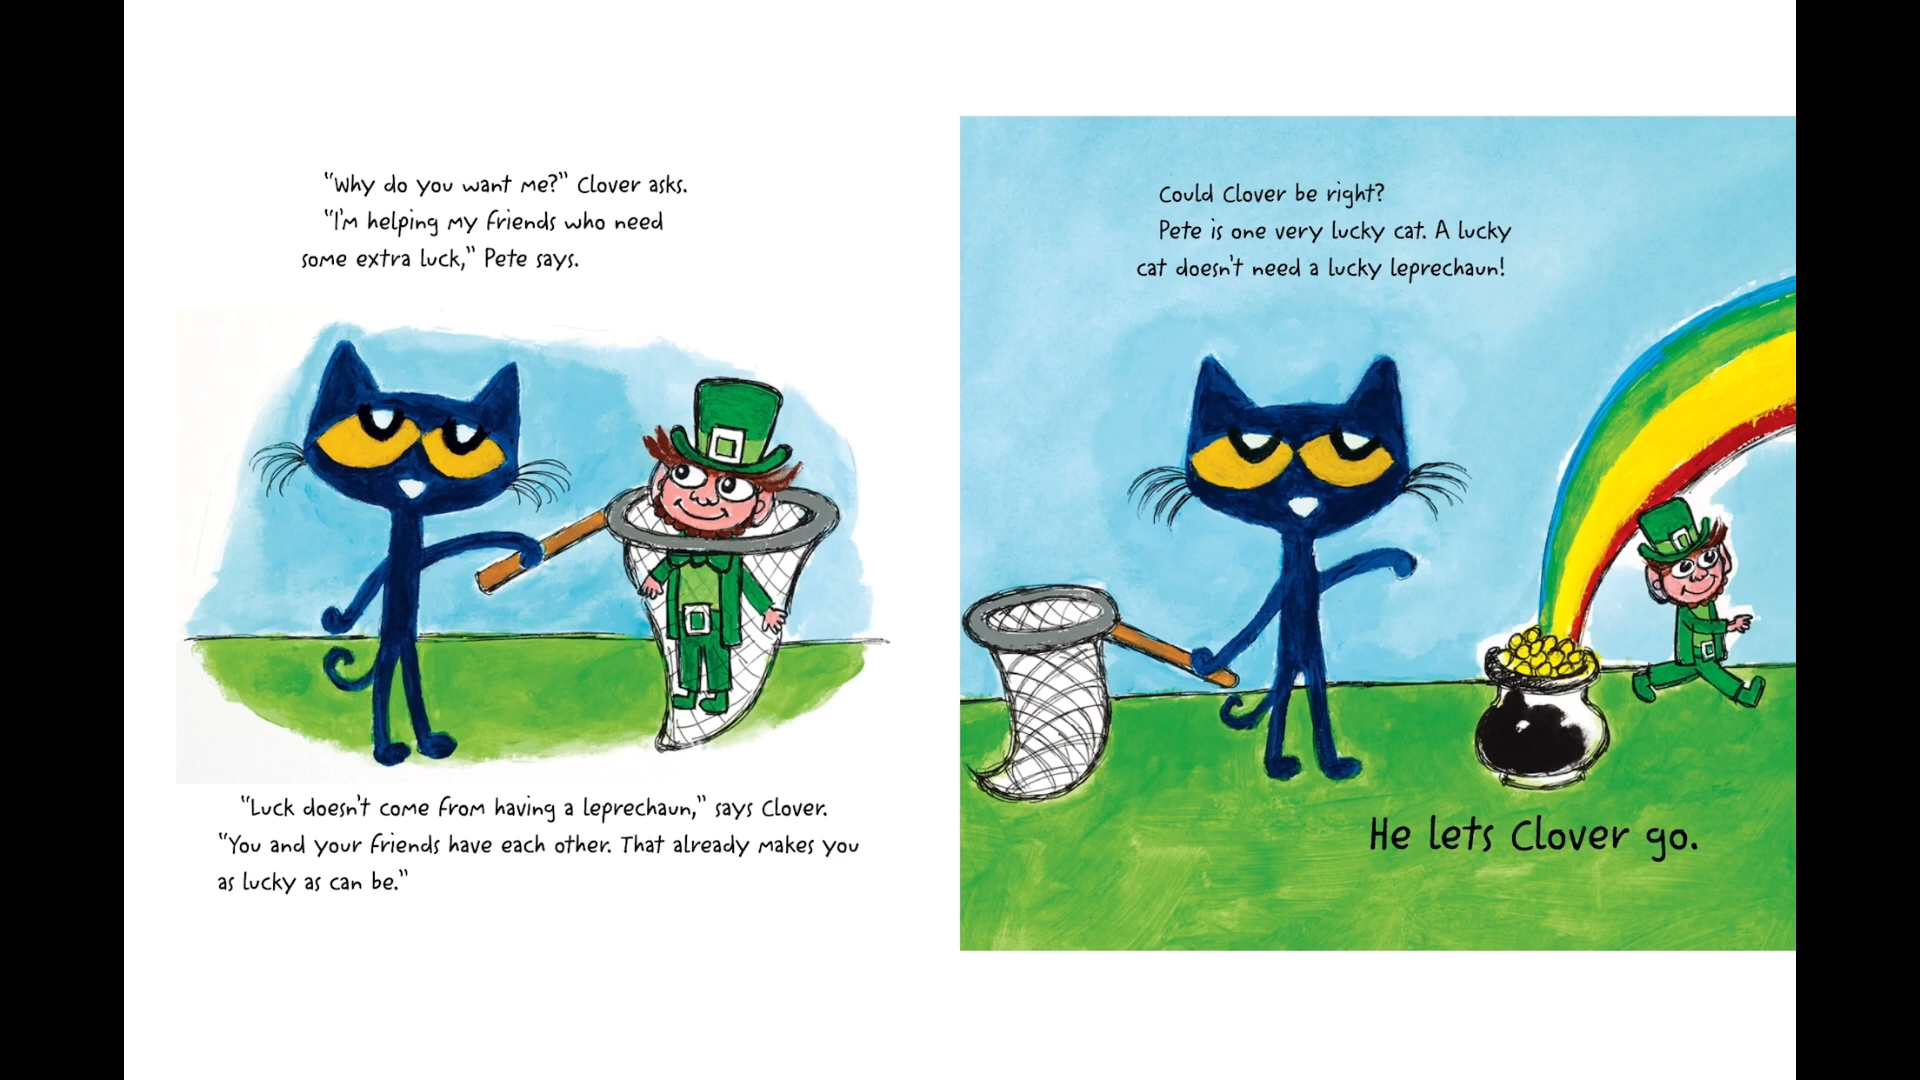 “Why do you want me?” Clover asks.
“I’m helping my friends who need
some extra luck,” Pete says.
“Luck doesn’t come from having a leprechaun,” says Clover.
“You and your friends have each other. That already makes you
as lucky as can be.”
Could Clover be right?
Pete is one very lucky cat. A lucky
cat doesn’t need a lucky leprechaun!
He lets Clover go.